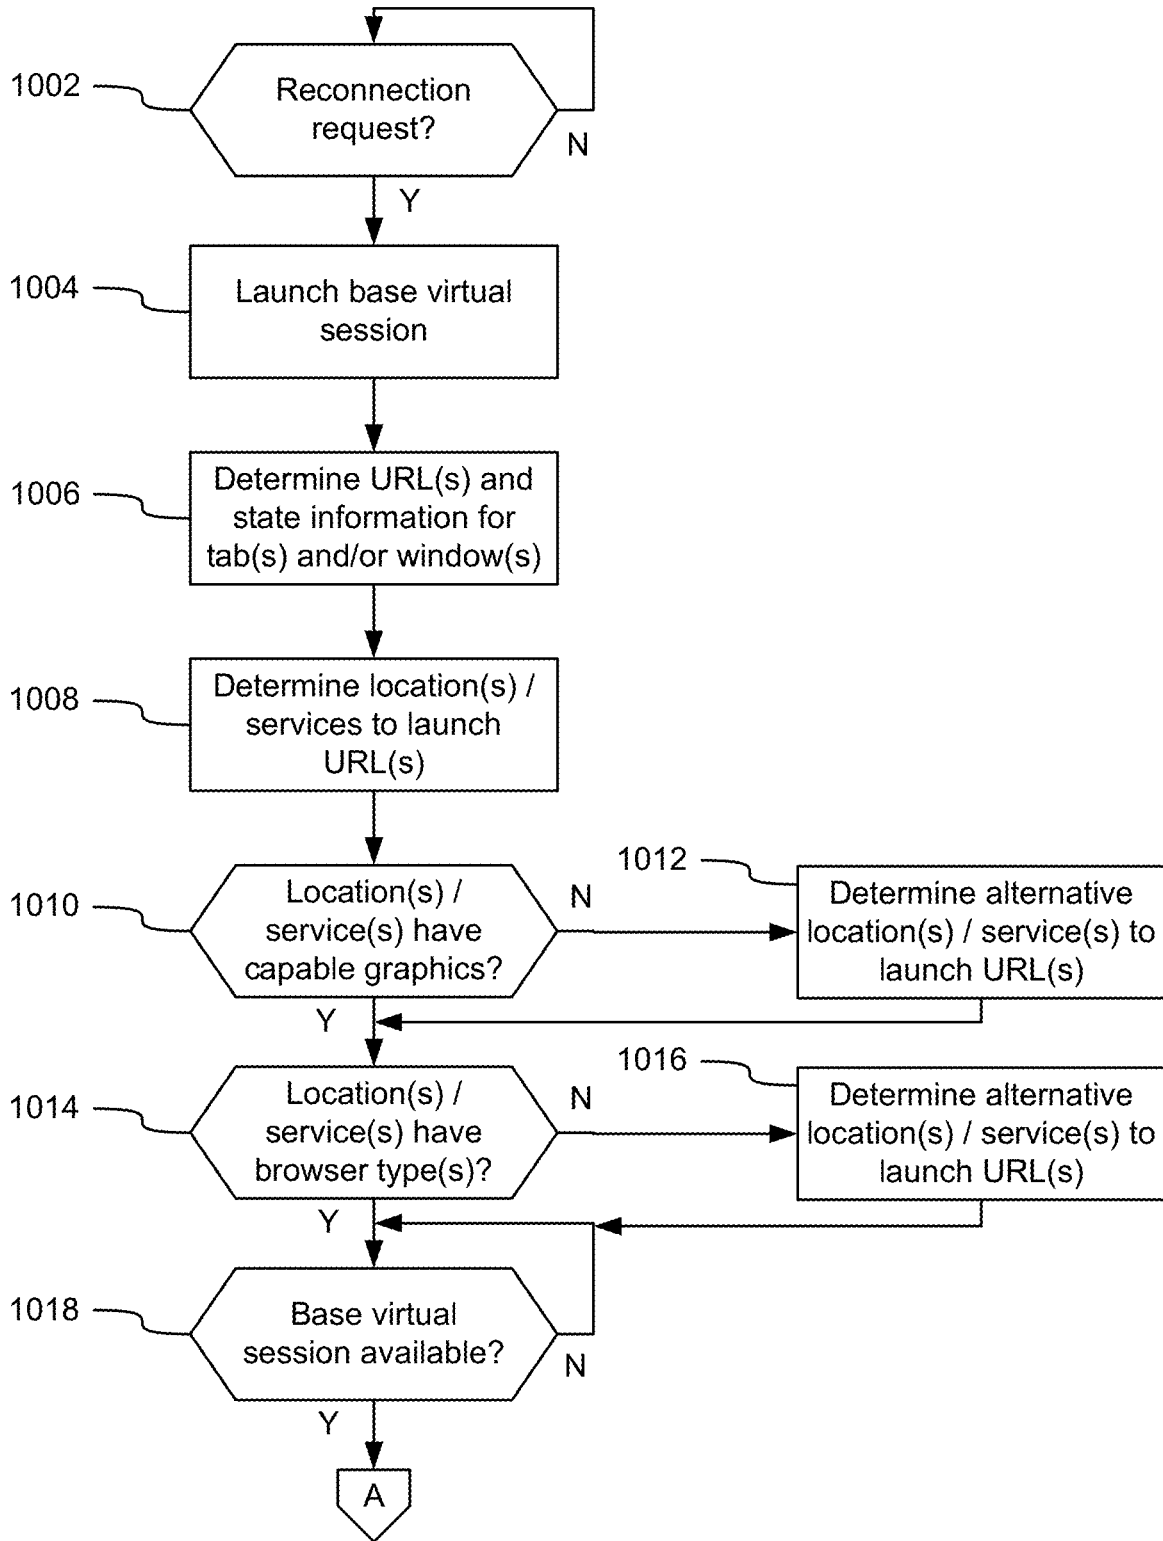 1002
Reconnection
request?
N
Y
1004
Launch base virtual
session
1006
Determine URL(s) and
state information for
tab(s) and/or window(s)
1008
Determine location(s) /
services to launch
URL(s)
1010
Location(s) /
service(s) have
capable graphics?
N
Y
1012
Determine alternative
location(s) / service(s) to
launch URL(s)
1014
Location(s) /
service(s) have
browser type(s)?
N
Y
1016
Determine alternative
location(s) / service(s) to
launch URL(s)
1018
Base virtual
session available?
N
Y
A